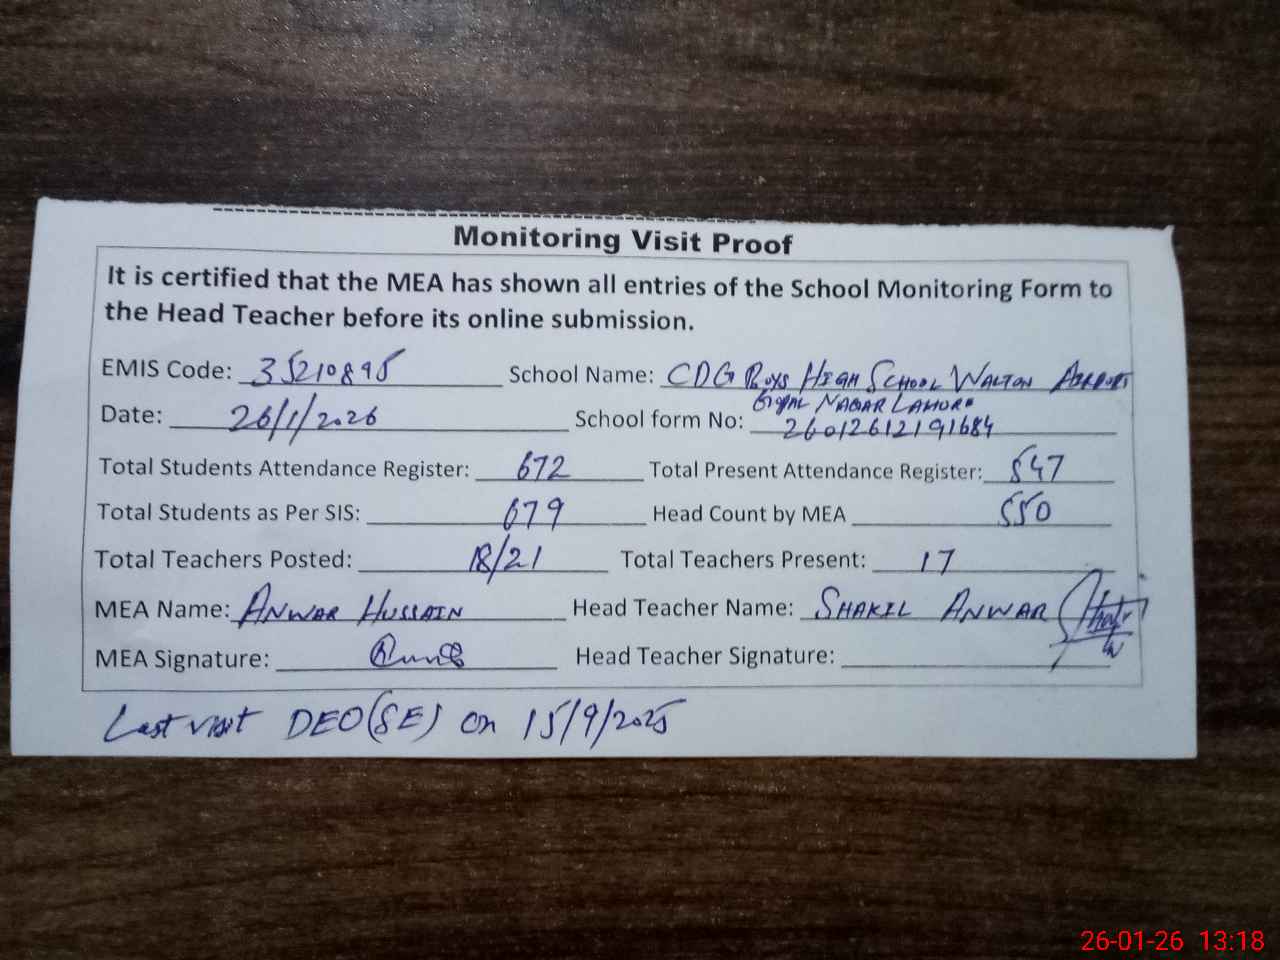 Monitoring Visit Proof
It is certified that the MEA has shown all entries of the School Monitoring Form to
the Head Teacher before its online submission.
EMIS Code: 35210895 School Name: CDG BOYS HIGH SCHOOL WALTON AIRPORT
GOPAL NAGAR LAHORE
Date: 26/1/2026 School form No: 26012612191684
Total Students Attendance Register: 672 Total Present Attendance Register: 547
Total Students as Per SIS: 679 Head Count by MEA 550
Total Teachers Posted: 18/21 Total Teachers Present: 17
MEA Name: ANWAR HUSSAIN Head Teacher Name: SHAKIL ANWAR
MEA Signature: Head Teacher Signature:
Last visit DEO(SE) on 15/9/2025
26-01-26 13:18